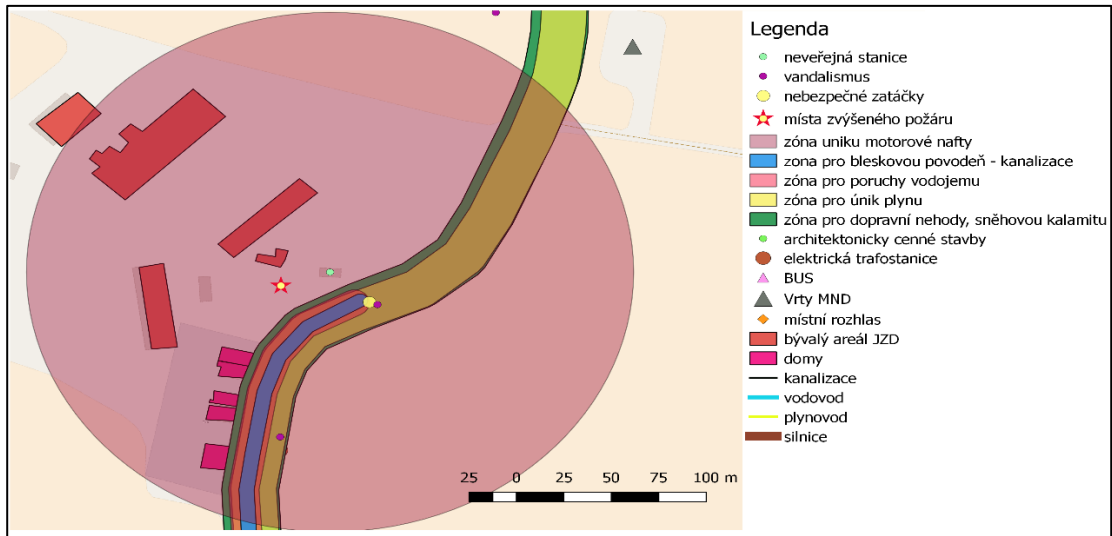 Legenda
neveřejná stanice
vandalismus
nebezpečné zatáčky
místa zvýšeného požáru
zóna uniku motorové nafty
zona pro bleskovou povodeň - kanalizace
zóna pro poruchy vodojemu
zóna pro únik plynu
zóna pro dopravní nehody, sněhovou kalamitu
architektonicky cenné stavby
elektrická trafostanice
BUS
Vrty MND
místní rozhlas
bývalý areál JZD
domy
kanalizace
vodovod
plynovod
silnice
25 0 25 50 75 100 m